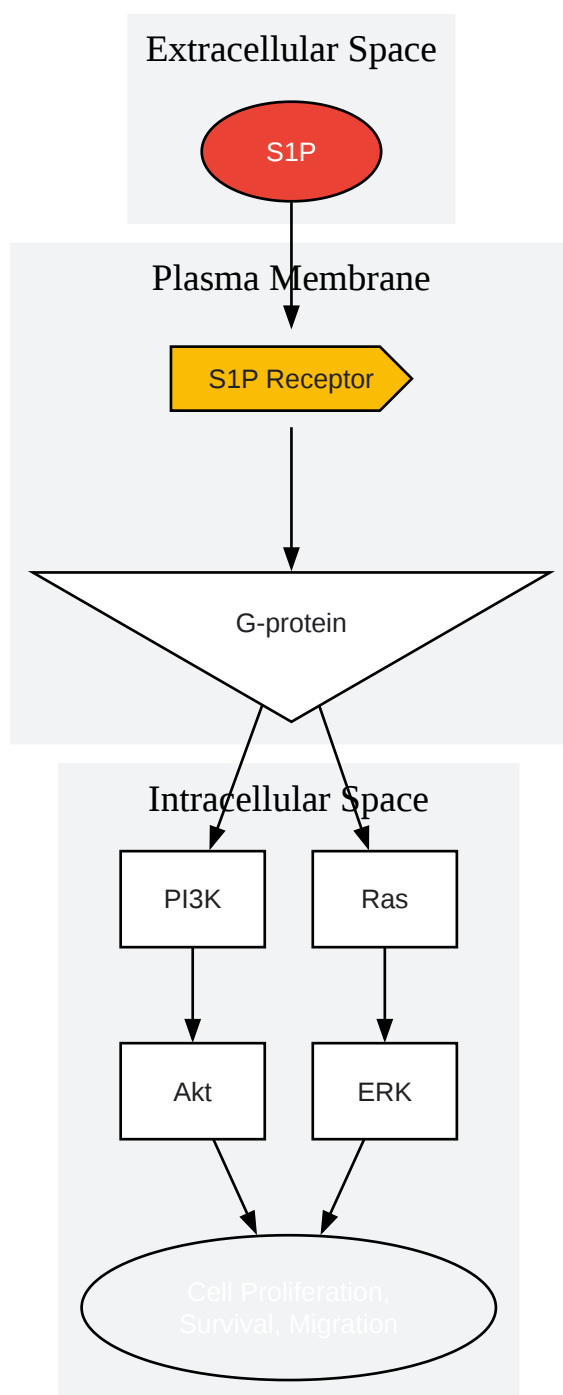 Extracellular Space
S1P
Plasma Membrane
S1P Receptor
G-protein
Intracellular Space
PI3K
Ras
Akt
ERK
Cell Proliferation,
Survival, Migration